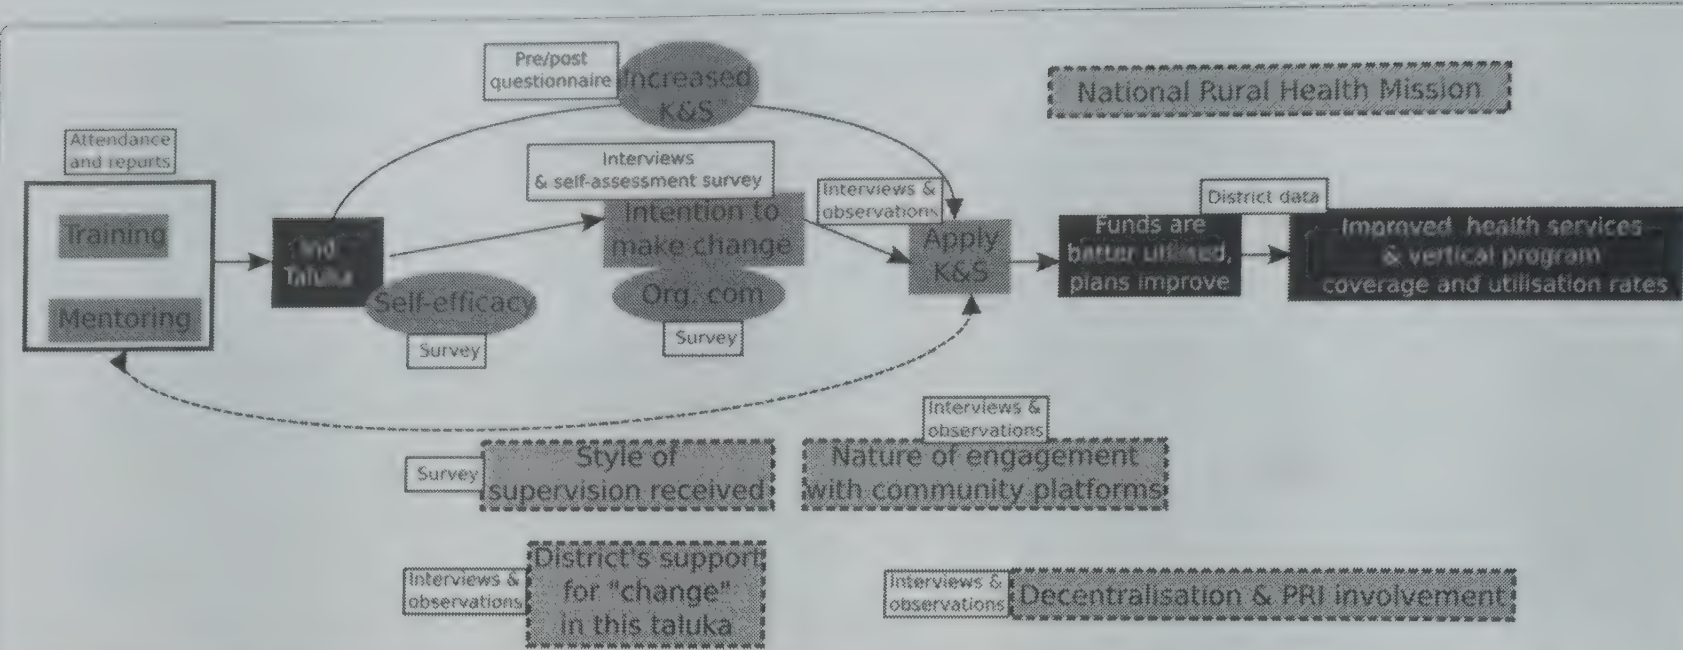 Pre/post
questionnaire
Increased
K&S
National Rural Health Mission
Attendance
and reports
Interviews
& self-assessment survey
Interviews &
observations
District data
Training
Mentoring
Ind
Taluka
Intention to
make change
Apply
K&S
Funds are
better utilised,
plans improve
Improved health services
& vertical program
coverage and utilisation rates
Self-efficacy
Survey
Org. com
Survey
Interviews &
observations
Survey
Style of
supervision received
Nature of engagement
with community platforms
Interviews &
observations
District's support
for "change"
in this taluka
Interviews &
observations
Decentralisation & PRI involvement